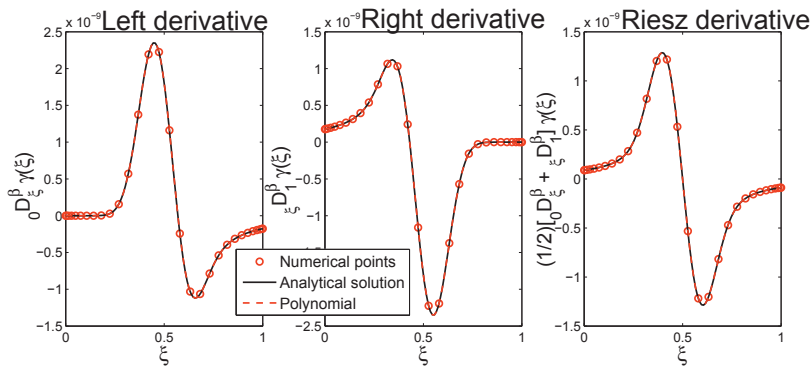 Left derivative
Right derivative
Riesz derivative
x 10⁻⁹
2.5
2
1.5
1
0.5
0
−0.5
−1
−1.5
0
0.5
1
ξ
₀D^β_ξ γ(ξ)
x 10⁻⁹
1.5
1
0.5
0
−0.5
−1
−2.5
0
0.5
1
ξ
_ξD^β_1 γ(ξ)
x 10⁻⁹
1.5
1
0.5
0
−0.5
−1
−1.5
0
0.5
1
ξ
(1/2)[₀D^β_ξ + _ξD^β_1] γ(ξ)
Numerical points
Analytical solution
Polynomial